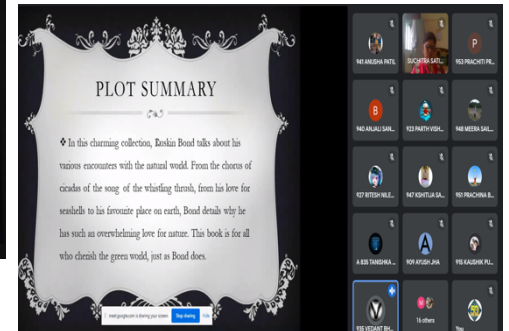 PLOT SUMMARY
❖ In this charming collection, Ruskin Bond talks about his
various encounters with the natural world. From the chorus of
cicadas of the song of the whistling thrush, from his love for
seashells to his favourite place on earth, Bond details why he
has such an overwhelming love for nature. This book is for all
who cherish the green world, just as Bond does.
meet.google.com is sharing your screen. Stop sharing Hide
941 ANUSHA PATIL
SUCHITRA SATI...
P
953 PRACHITI PR...
B
940 ANJALI SAN...
923 PARTH VISH...
948 MEERA SAIL...
927 RITESH NILE...
947 KSHITIJA SA...
951 PRACHINA B...
A 835 TANISHKA ...
A
909 AYUSH JHA
915 KAUSHIK PU...
V
935 VEDANT BH...
16 others
You